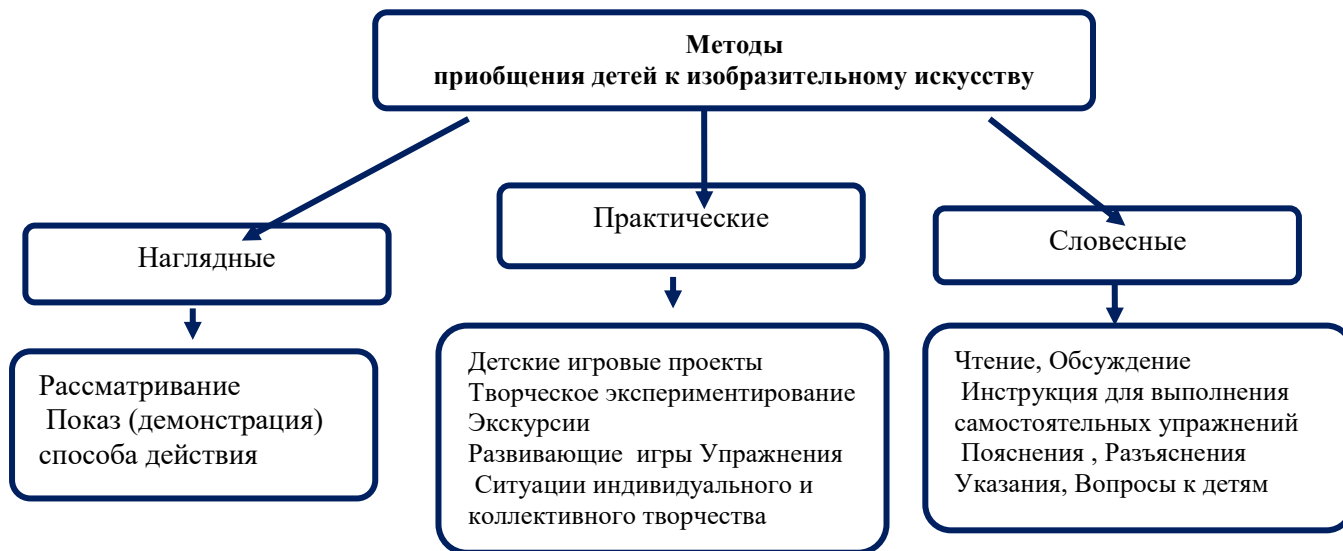 Методы
приобщения детей к изобразительному искусству
Наглядные
Практические
Словесные
Рассматривание
Показ (демонстрация)
способа действия
Детские игровые проекты
Творческое экспериментирование
Экскурсии
Развивающие игры Упражнения
Ситуации индивидуального и
коллективного творчества
Чтение, Обсуждение
Инструкция для выполнения
самостоятельных упражнений
Пояснения , Разъяснения
Указания, Вопросы к детям